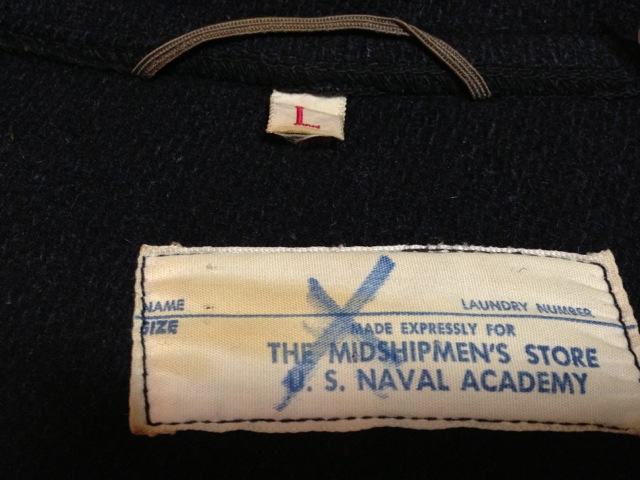 L
NAME LAUNDRY NUMBER
SIZE
MADE EXPRESSLY FOR
THE MIDSHIPMEN'S STORE
U. S. NAVAL ACADEMY